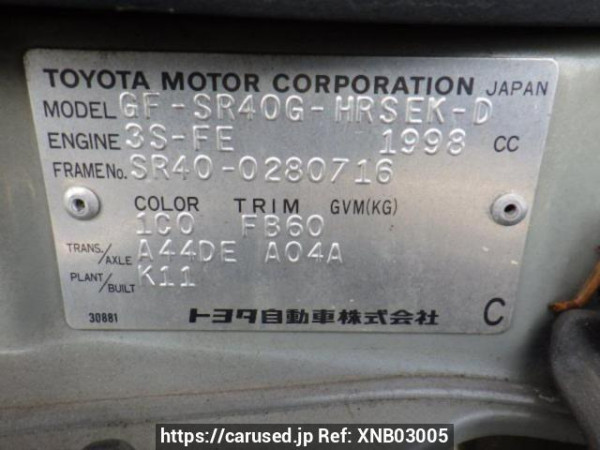 TOYOTA MOTOR CORPORATION JAPAN
MODEL GF-SR40G-HRSEK-D
ENGINE 3S-FE 1998 CC
FRAME No. SR40-0280716
COLOR TRIM GVM(KG)
1C0 FB60
TRANS./AXLE A44DE A04A
PLANT/BUILT K11
30881 トヨタ自動車株式会社 C
https://carused.jp Ref: XNB03005